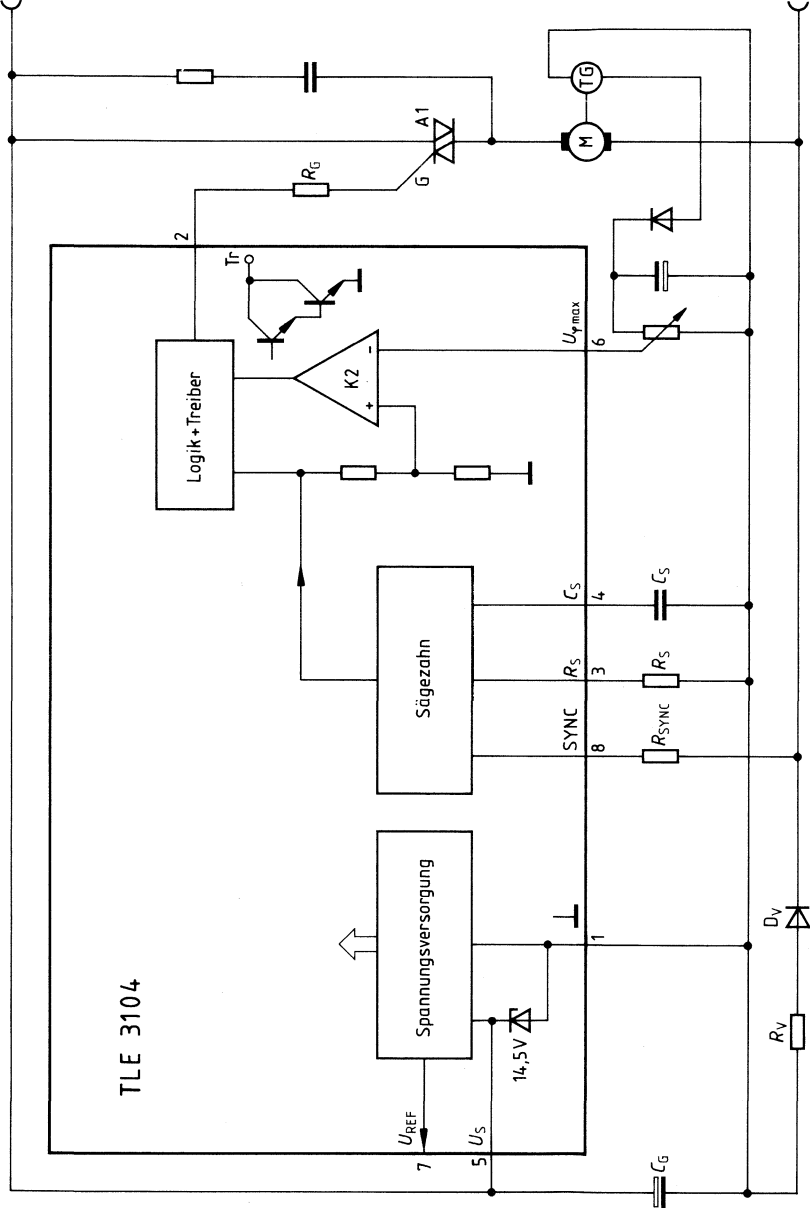 TLE 3104
Spannungsversorgung
14,5V
U_REF
7
5
U_S
1
Sägezahn
SYNC
8
R_SYNC
R_S
3
R_S
C_S
4
C_S
Logik+Treiber
K2
+
-
Tr
2
R_G
G
A1
M
TG
U_φmax
6
D_V
R_V
C_G